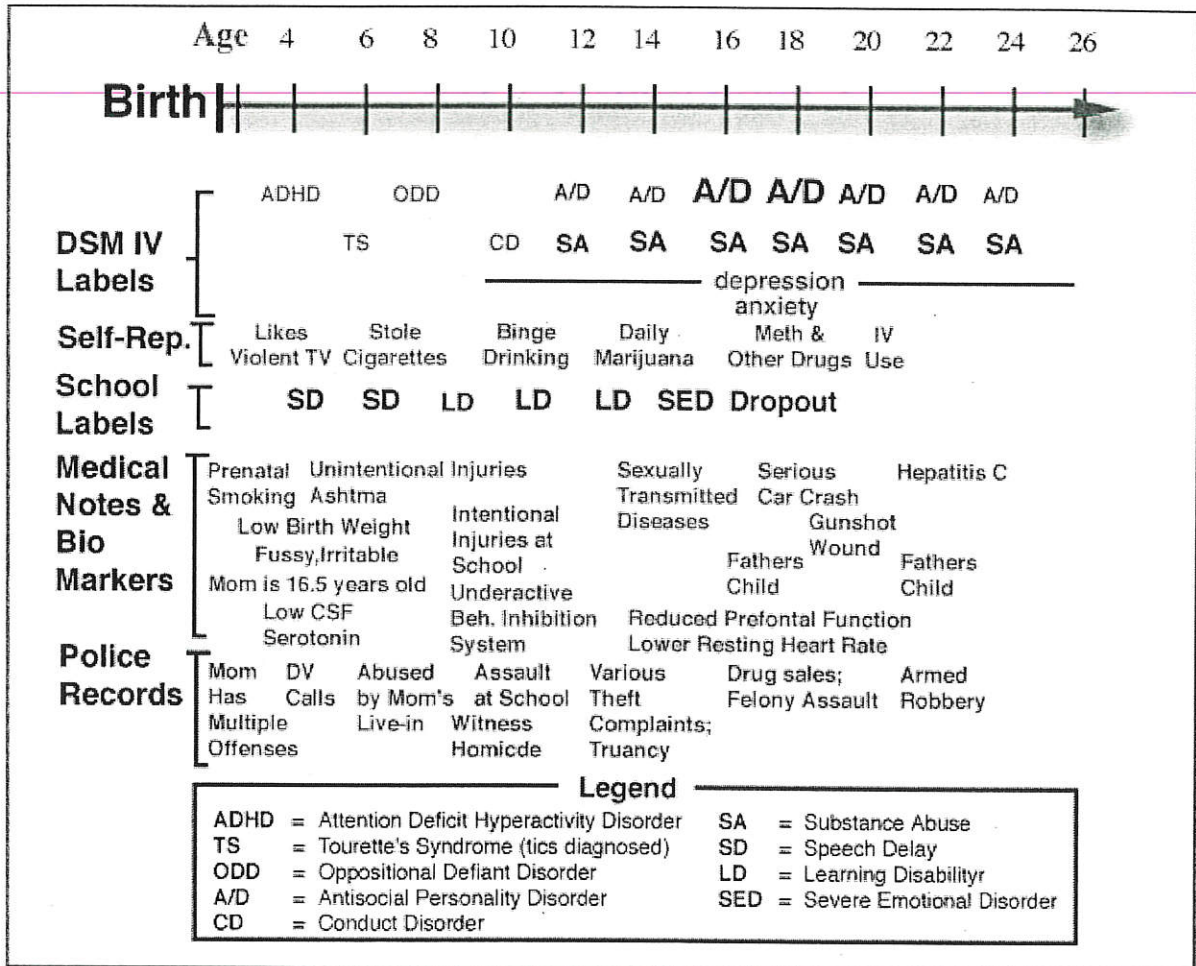 Age 4 6 8 10 12 14 16 18 20 22 24 26
Birth
DSM IV
Labels
ADHD ODD A/D A/D A/D A/D A/D A/D A/D
TS CD SA SA SA SA SA SA SA
depression
anxiety
Self-Rep.
Likes Stole Binge Daily Meth & IV
Violent TV Cigarettes Drinking Marijuana Other Drugs Use
School
Labels
SD SD LD LD LD SED Dropout
Medical
Notes &
Bio
Markers
Prenatal Unintentional Injuries Sexually Serious Hepatitis C
Smoking Ashtma Transmitted Car Crash
Low Birth Weight Intentional Diseases Gunshot
Fussy,Irritable Injuries at Wound
School Fathers Fathers
Mom is 16.5 years old Underactive Child Child
Low CSF Beh. Inhibition Reduced Prefontal Function
Serotonin System Lower Resting Heart Rate
Police
Records
Mom DV Abused Assault Various Drug sales; Armed
Has Calls by Mom's at School Theft Felony Assault Robbery
Multiple Live-in Witness Complaints;
Offenses Homicde Truancy
Legend
ADHD = Attention Deficit Hyperactivity Disorder SA = Substance Abuse
TS = Tourette's Syndrome (tics diagnosed) SD = Speech Delay
ODD = Oppositional Defiant Disorder LD = Learning Disabilityr
A/D = Antisocial Personality Disorder SED = Severe Emotional Disorder
CD = Conduct Disorder